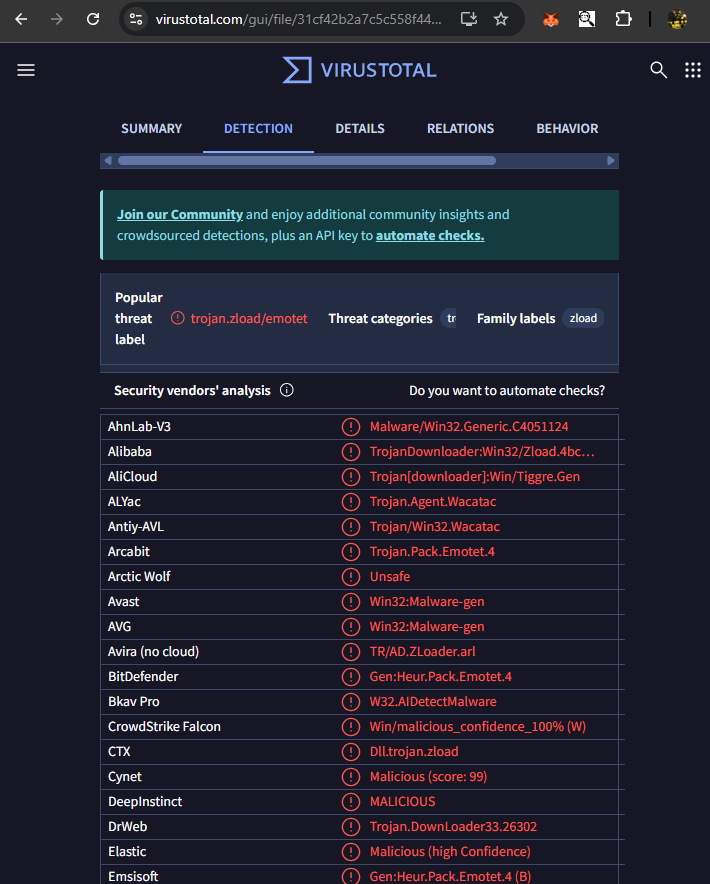 virustotal.com/gui/file/31cf42b2a7c5c558f44...
VIRUSTOTAL
SUMMARY DETECTION DETAILS RELATIONS BEHAVIOR
Join our Community and enjoy additional community insights and
crowdsourced detections, plus an API key to automate checks.
Popular threat label trojan.zload/emotet Threat categories tr Family labels zload
Security vendors' analysis Do you want to automate checks?
AhnLab-V3 Malware/Win32.Generic.C4051124
Alibaba TrojanDownloader:Win32/Zload.4bc...
AliCloud Trojan[downloader]:Win/Tiggre.Gen
ALYac Trojan.Agent.Wacatac
Antiy-AVL Trojan/Win32.Wacatac
Arcabit Trojan.Pack.Emotet.4
Arctic Wolf Unsafe
Avast Win32:Malware-gen
AVG Win32:Malware-gen
Avira (no cloud) TR/AD.ZLoader.arl
BitDefender Gen:Heur.Pack.Emotet.4
Bkav Pro W32.AIDetectMalware
CrowdStrike Falcon Win/malicious_confidence_100% (W)
CTX Dll.trojan.zload
Cynet Malicious (score: 99)
DeepInstinct MALICIOUS
DrWeb Trojan.DownLoader33.26302
Elastic Malicious (high Confidence)
Emsisoft Gen:Heur.Pack.Emotet.4 (B)